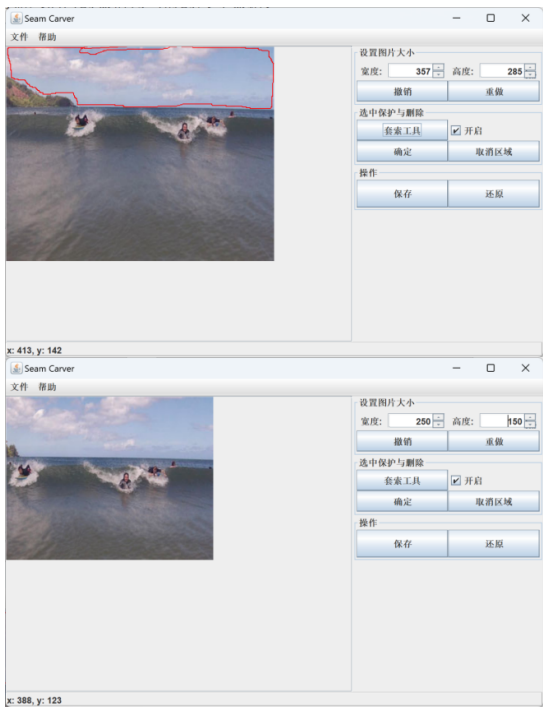 Seam Carver
文件 帮助
设置图片大小
宽度: 357 高度: 285
撤销 重做
选中保护与删除
套索工具 开启
确定 取消区域
操作
保存 还原
x: 413, y: 142
Seam Carver
文件 帮助
设置图片大小
宽度: 250 高度: 150
撤销 重做
选中保护与删除
套索工具 开启
确定 取消区域
操作
保存 还原
x: 388, y: 123